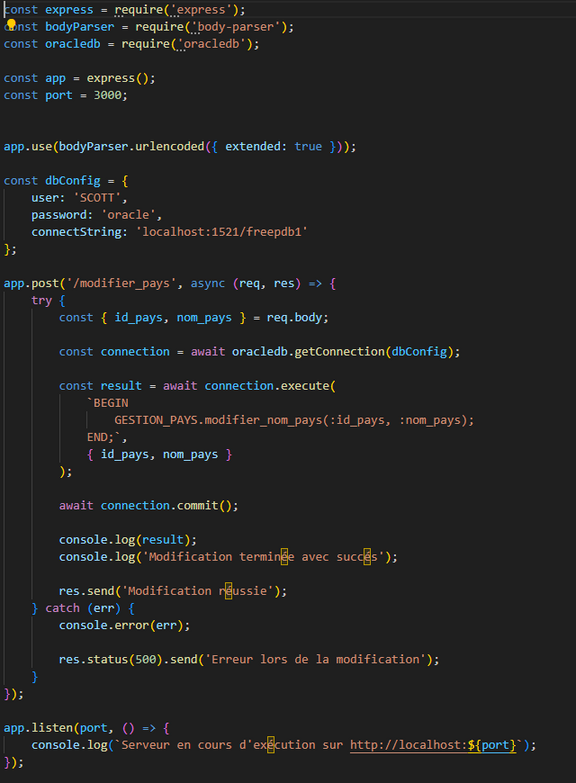 const express = require('express');
const bodyParser = require('body-parser');
const oracledb = require('oracledb');
const app = express();
const port = 3000;
app.use(bodyParser.urlencoded({ extended: true }));
const dbConfig = {
    user: 'SCOTT',
    password: 'oracle',
    connectString: 'localhost:1521/freepdb1'
};
app.post('/modifier_pays', async (req, res) => {
    try {
        const { id_pays, nom_pays } = req.body;
        const connection = await oracledb.getConnection(dbConfig);
        const result = await connection.execute(
            `BEGIN
                GESTION_PAYS.modifier_nom_pays(:id_pays, :nom_pays);
            END;`,
            { id_pays, nom_pays }
        );
        await connection.commit();
        console.log(result);
        console.log('Modification terminée avec succés');
        res.send('Modification réussie');
    } catch (err) {
        console.error(err);
        res.status(500).send('Erreur lors de la modification');
    }
});
app.listen(port, () => {
    console.log(`Serveur en cours d'exécution sur http://localhost:${port}`);
});